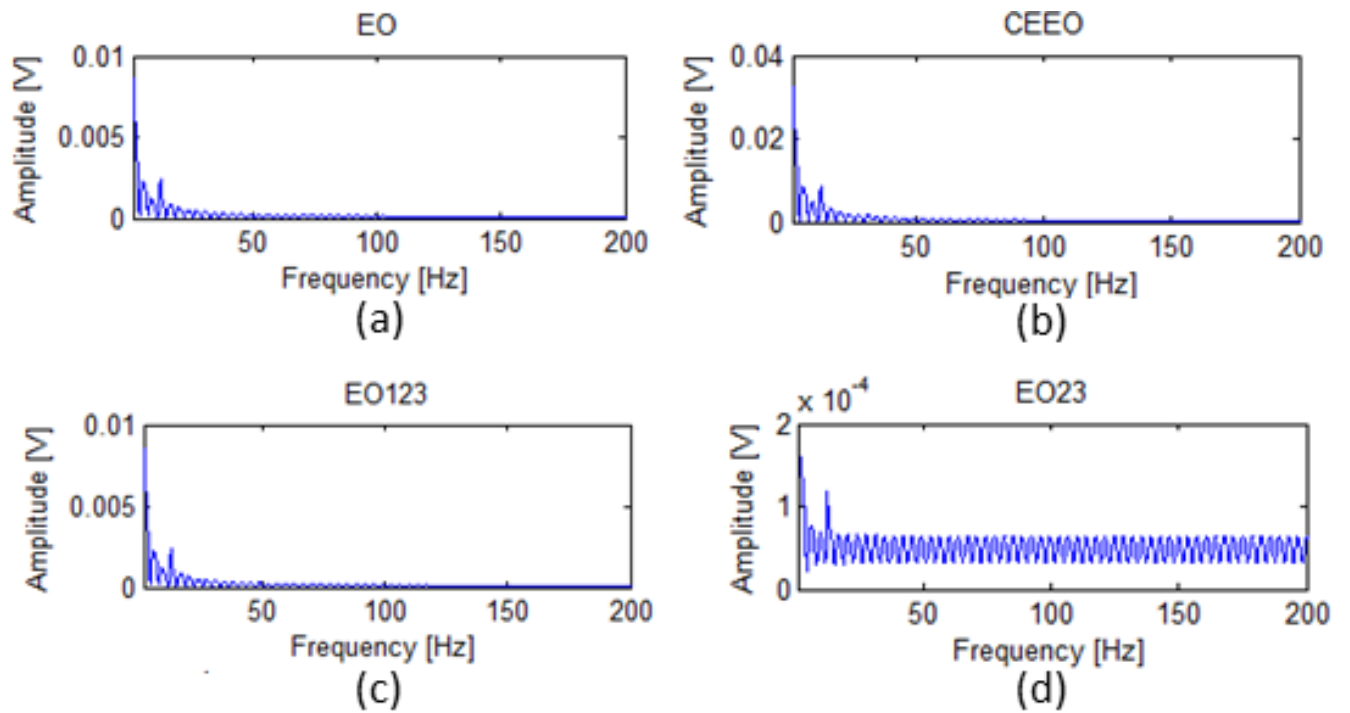 EO
Amplitude [V]
0.01
0.005
0
50 100 150 200
Frequency [Hz]
(a)
CEEO
Amplitude [V]
0.04
0.02
0
50 100 150 200
Frequency [Hz]
(b)
EO123
Amplitude [V]
0.01
0.005
0
50 100 150 200
Frequency [Hz]
(c)
EO23
x 10⁻⁴
Amplitude [V]
2
1
0
50 100 150 200
Frequency [Hz]
(d)